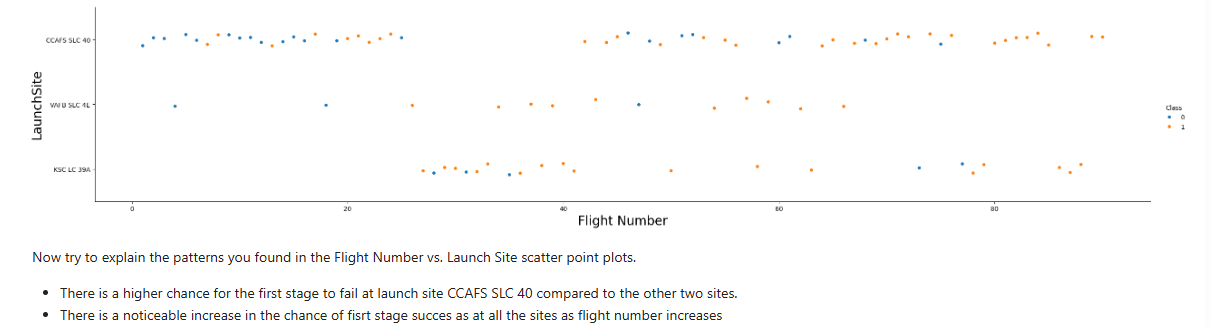 CCAFS SLC 40
VAFB SLC 4E
KSC LC 39A
LaunchSite
0 20 40 60 80
Flight Number
Class
0
1
Now try to explain the patterns you found in the Flight Number vs. Launch Site scatter point plots.
There is a higher chance for the first stage to fail at launch site CCAFS SLC 40 compared to the other two sites.
There is a noticeable increase in the chance of fisrt stage succes as at all the sites as flight number increases